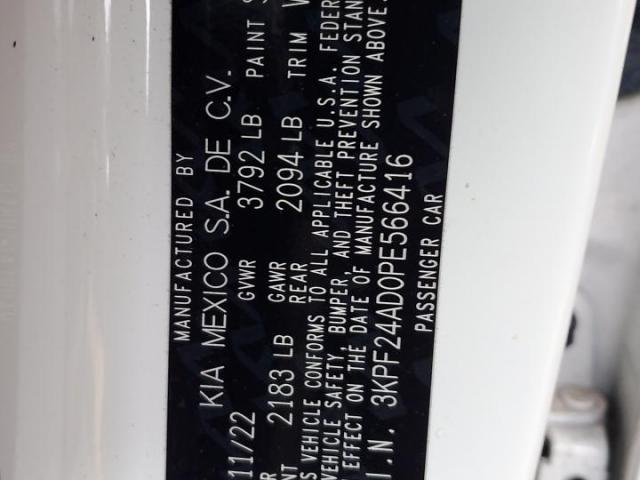 MANUFACTURED BY
KIA MEXICO S.A. DE C.V.
11/22 GVWR 3792 LB PAINT
2183 LB GAWR REAR 2094 LB TRIM
VEHICLE CONFORMS TO ALL APPLICABLE U.S.A.
VEHICLE SAFETY, BUMPER, AND THEFT PREVENTION
EFFECT ON THE DATE OF MANUFACTURE SHOWN ABOVE.
3KPF24AD0PE566416
PASSENGER CAR